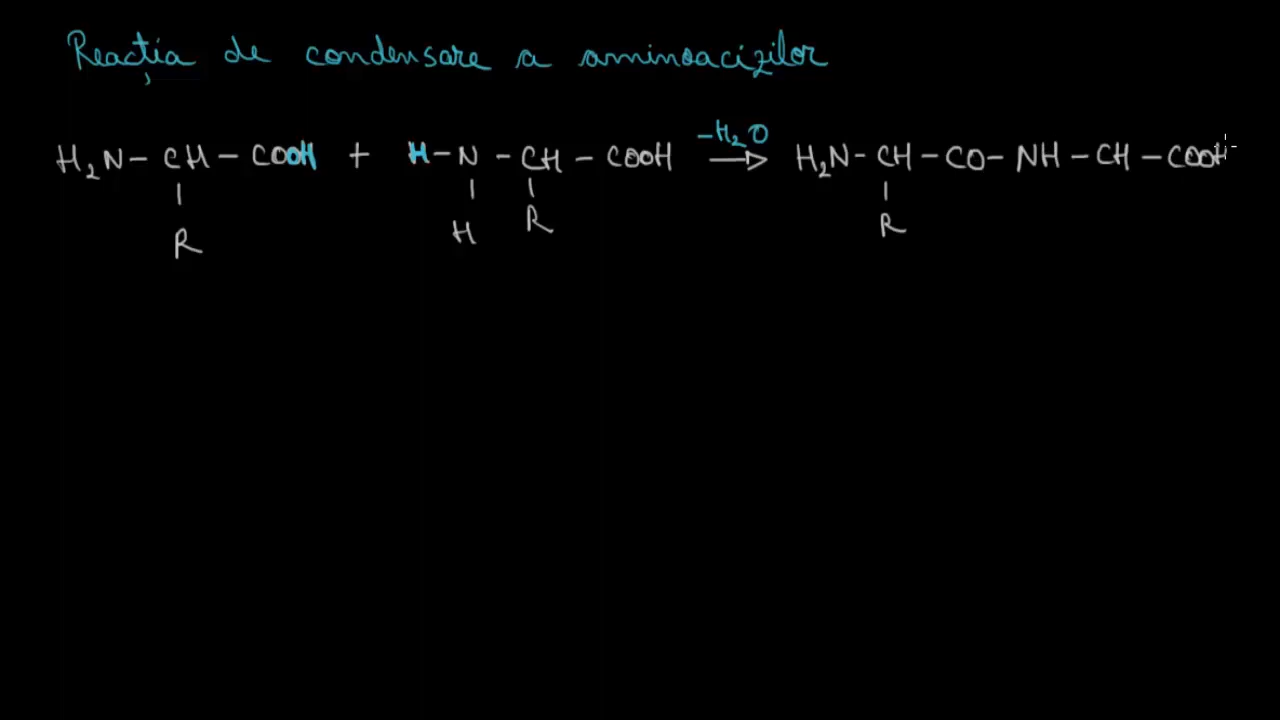 Reacția de condensare a aminoacizilor
-H₂O
H₂N - CH - COOH + H - N - CH - COOH → H₂N - CH - CO - NH - CH - COOH
R H R R